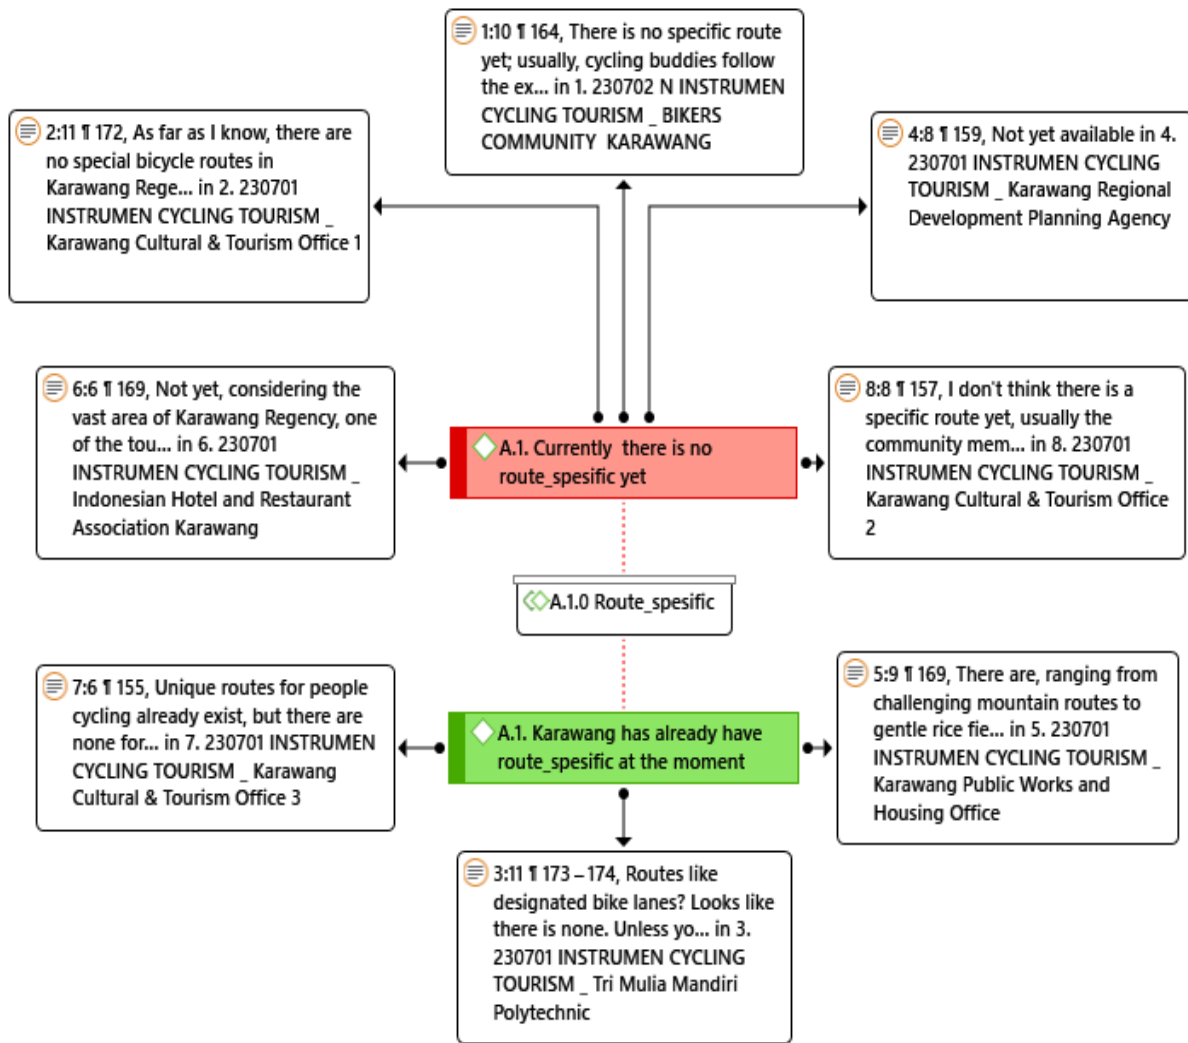 1:10 ¶ 164, There is no specific route
yet; usually, cycling buddies follow
the ex... in 1. 230702 N INSTRUMEN
CYCLING TOURISM _ BIKERS
COMMUNITY  KARAWANG
2:11 ¶ 172, As far as I know, there are
no special bicycle routes in
Karawang Rege... in 2. 230701
INSTRUMEN CYCLING TOURISM _
Karawang Cultural & Tourism Office 1
4:8 ¶ 159, Not yet available in 4.
230701 INSTRUMEN CYCLING
TOURISM _ Karawang Regional
Development Planning Agency
6:6 ¶ 169, Not yet, considering the
vast area of Karawang Regency, one
of the tou... in 6. 230701
INSTRUMEN CYCLING TOURISM _
Indonesian Hotel and Restaurant
Association Karawang
8:8 ¶ 157, I don't think there is a
specific route yet, usually the
community mem... in 8. 230701
INSTRUMEN CYCLING TOURISM _
Karawang Cultural & Tourism Office
2
A.1. Currently  there is no
route_spesific yet
A.1.0 Route_spesific
7:6 ¶ 155, Unique routes for people
cycling already exist, but there are
none for... in 7. 230701 INSTRUMEN
CYCLING TOURISM _ Karawang
Cultural & Tourism Office 3
5:9 ¶ 169, There are, ranging from
challenging mountain routes to
gentle rice fie... in 5. 230701
INSTRUMEN CYCLING TOURISM _
Karawang Public Works and
Housing Office
A.1. Karawang has already have
route_spesific at the moment
3:11 ¶ 173 – 174, Routes like
designated bike lanes? Looks like
there is none. Unless yo... in 3.
230701 INSTRUMEN CYCLING
TOURISM _ Tri Mulia Mandiri
Polytechnic